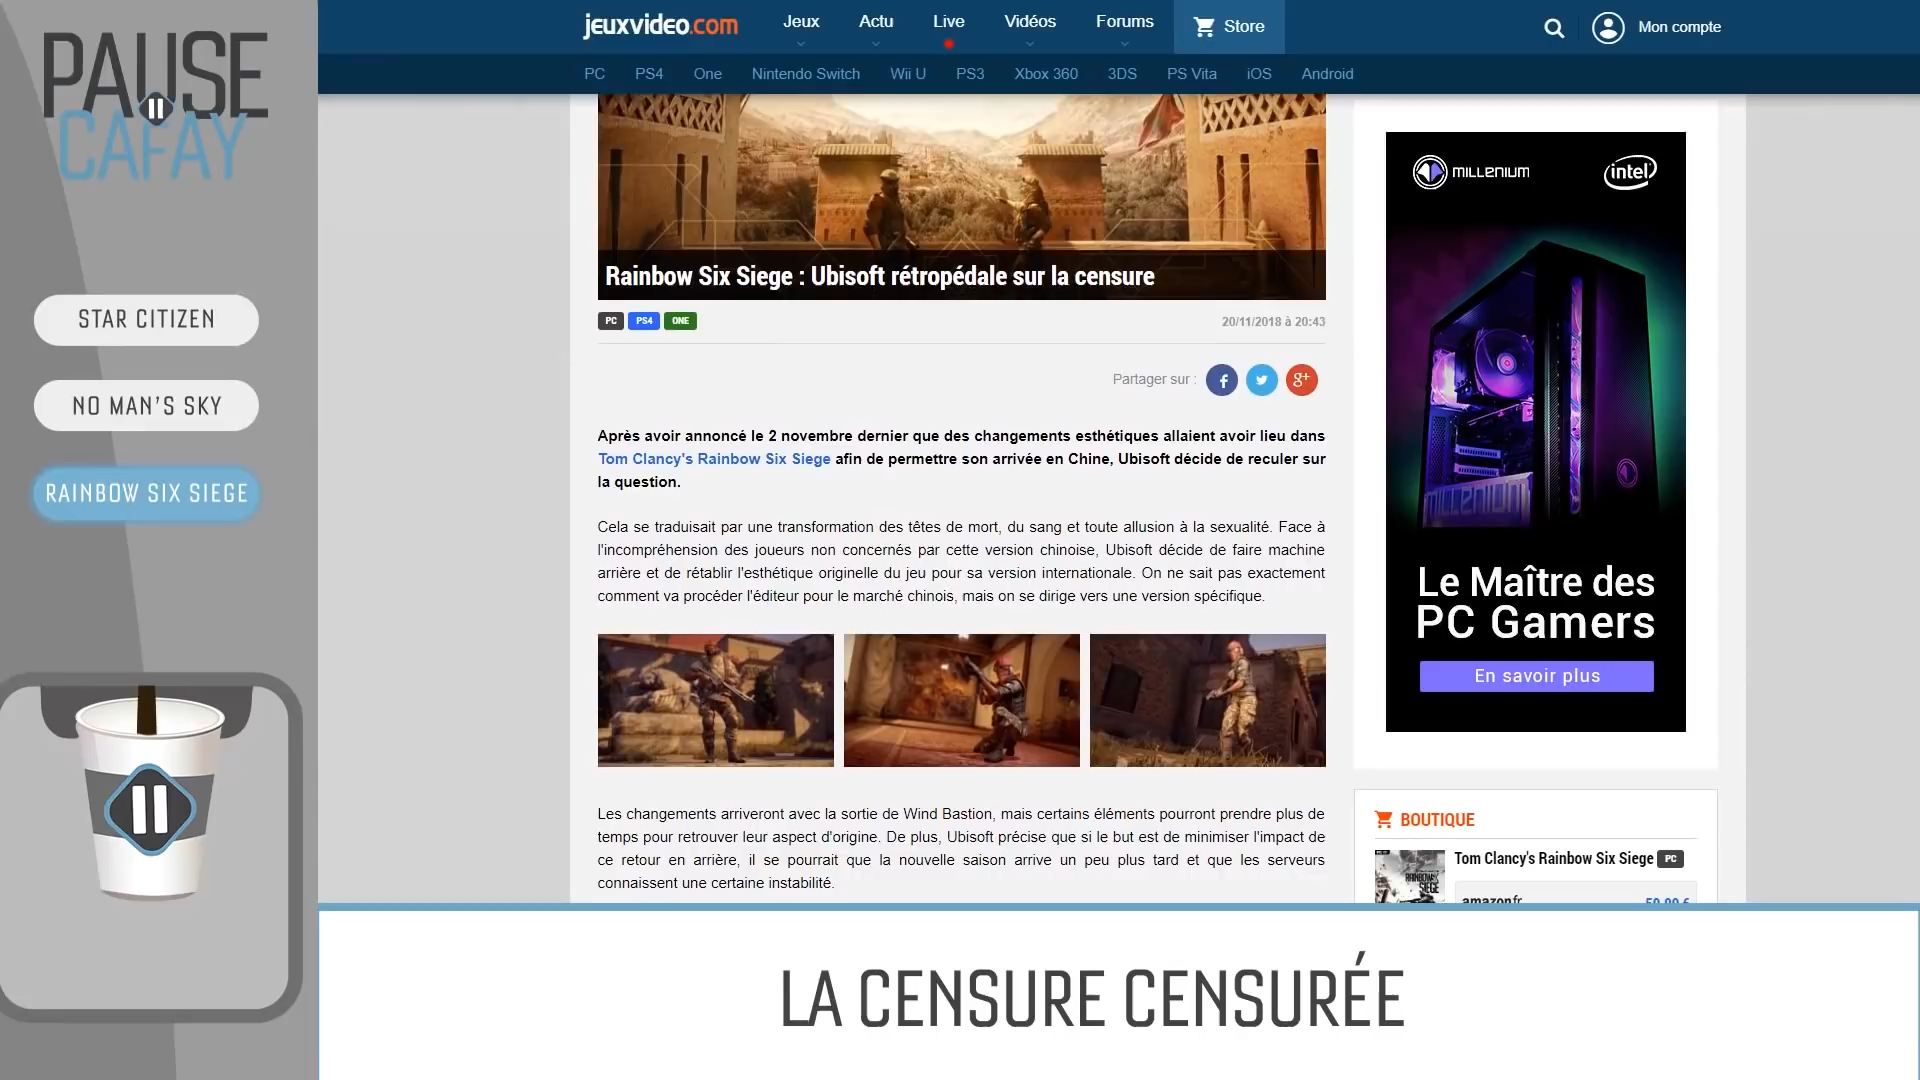 PAUSE
CAFAY
STAR CITIZEN
NO MAN'S SKY
RAINBOW SIX SIEGE
jeuxvideo.com
Jeux
Actu
Live
Vidéos
Forums
Store
Mon compte
PC
PS4
One
Nintendo Switch
Wii U
PS3
Xbox 360
3DS
PS Vita
iOS
Android
Rainbow Six Siege : Ubisoft rétropédale sur la censure
PC
PS4
ONE
20/11/2018 à 20:43
Partager sur :
Après avoir annoncé le 2 novembre dernier que des changements esthétiques allaient avoir lieu dans
Tom Clancy's Rainbow Six Siege afin de permettre son arrivée en Chine, Ubisoft décide de reculer sur
la question.
Cela se traduisait par une transformation des têtes de mort, du sang et toute allusion à la sexualité. Face à
l'incompréhension des joueurs non concernés par cette version chinoise, Ubisoft décide de faire machine
arrière et de rétablir l'esthétique originelle du jeu pour sa version internationale. On ne sait pas exactement
comment va procéder l'éditeur pour le marché chinois, mais on se dirige vers une version spécifique.
Les changements arriveront avec la sortie de Wind Bastion, mais certains éléments pourront prendre plus de
temps pour retrouver leur aspect d'origine. De plus, Ubisoft précise que si le but est de minimiser l'impact de
ce retour en arrière, il se pourrait que la nouvelle saison arrive un peu plus tard et que les serveurs
connaissent une certaine instabilité.
MILLENIUM
intel
MILLENIUM
Le Maître des
PC Gamers
En savoir plus
BOUTIQUE
Tom Clancy's Rainbow Six Siege PC
RAINBOW SIX
SIEGE
amazon.fr
LA CENSURE CENSURÉE